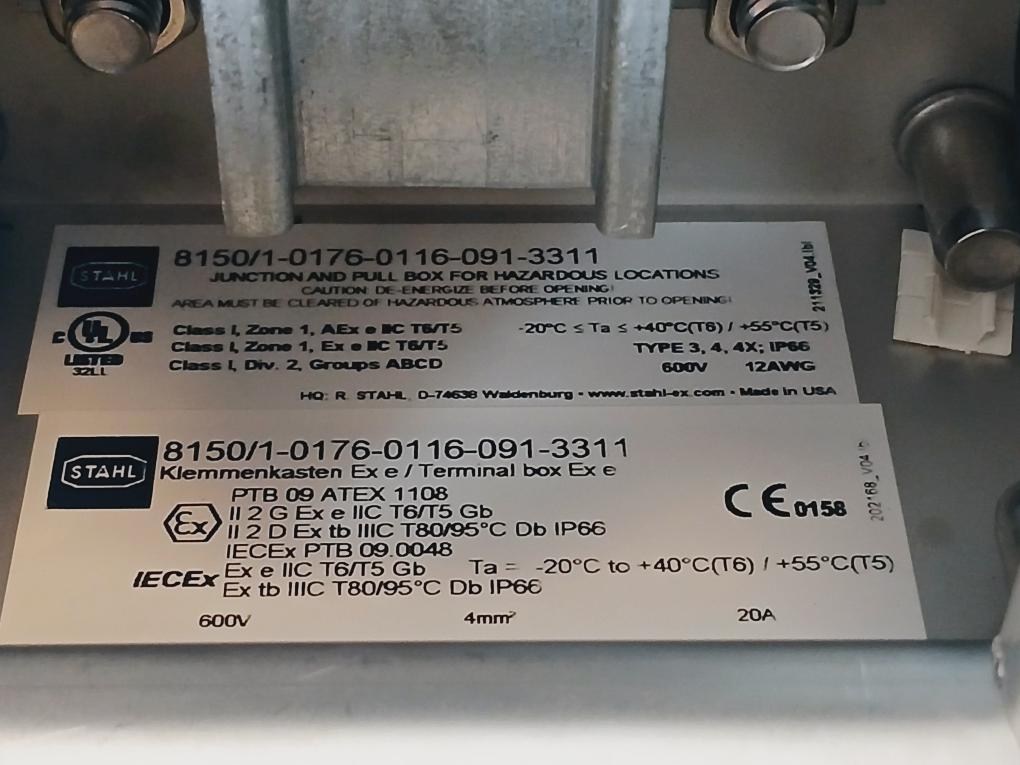 8150/1-0176-0116-091-3311
STAHL
JUNCTION AND PULL BOX FOR HAZARDOUS LOCATIONS
CAUTION: DE-ENERGIZE BEFORE OPENING!
AREA MUST BE CLEARED OF HAZARDOUS ATMOSPHERE PRIOR TO OPENING!
211328_V04.lbl
C UL US
LISTED
32LL
Class I, Zone 1, AEx e IIC T6/T5 -20°C ≤ Ta ≤ +40°C(T6) / +55°C(T5)
Class I, Zone 1, Ex e IIC T6/T5 TYPE 3, 4, 4X; IP66
Class I, Div. 2, Groups ABCD 600V 12AWG
HQ: R. STAHL, D-74638 Waldenburg • www.stahl-ex.com • Made in USA
8150/1-0176-0116-091-3311
STAHL
Klemmenkasten Ex e / Terminal box Ex e
PTB 09 ATEX 1108
Ex II 2 G Ex e IIC T6/T5 Gb
II 2 D Ex tb IIIC T80/95°C Db IP66
CE 0158
IECEx PTB 09.0048
IECEx Ex e IIC T6/T5 Gb Ta = -20°C to +40°C(T6) / +55°C(T5)
Ex tb IIIC T80/95°C Db IP66
600V 4mm² 20A